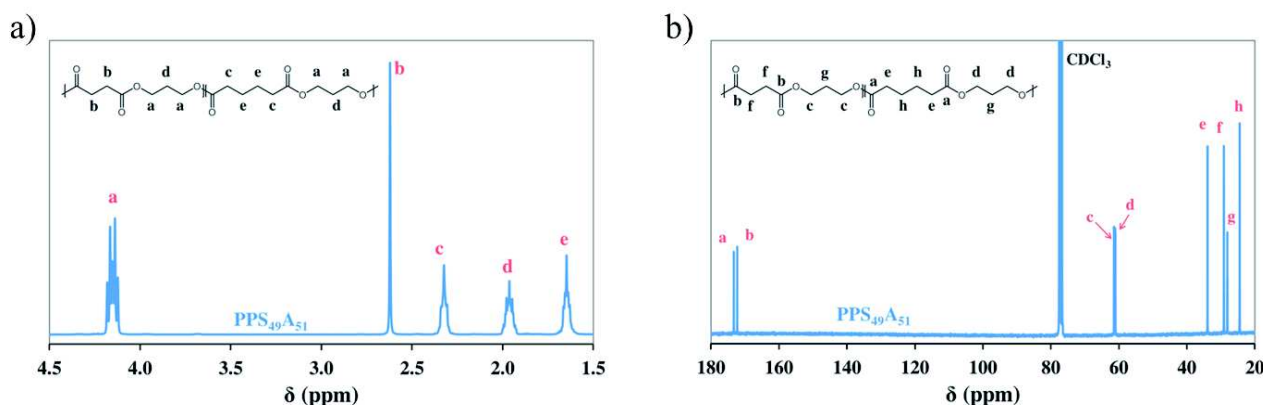 a)
b d c e a a
O O O O
O O O O
b a a e c d
b
a
c
d
e
PPS₄₉A₅₁
4.5 4.0 3.5 3.0 2.5 2.0 1.5
δ (ppm)
b)
CDCl₃
f g e h d d
O b O a O O
b O c c a O h e a O g
f
a b
c d
e f h
g
PPS₄₉A₅₁
180 160 140 120 100 80 60 40 20
δ (ppm)